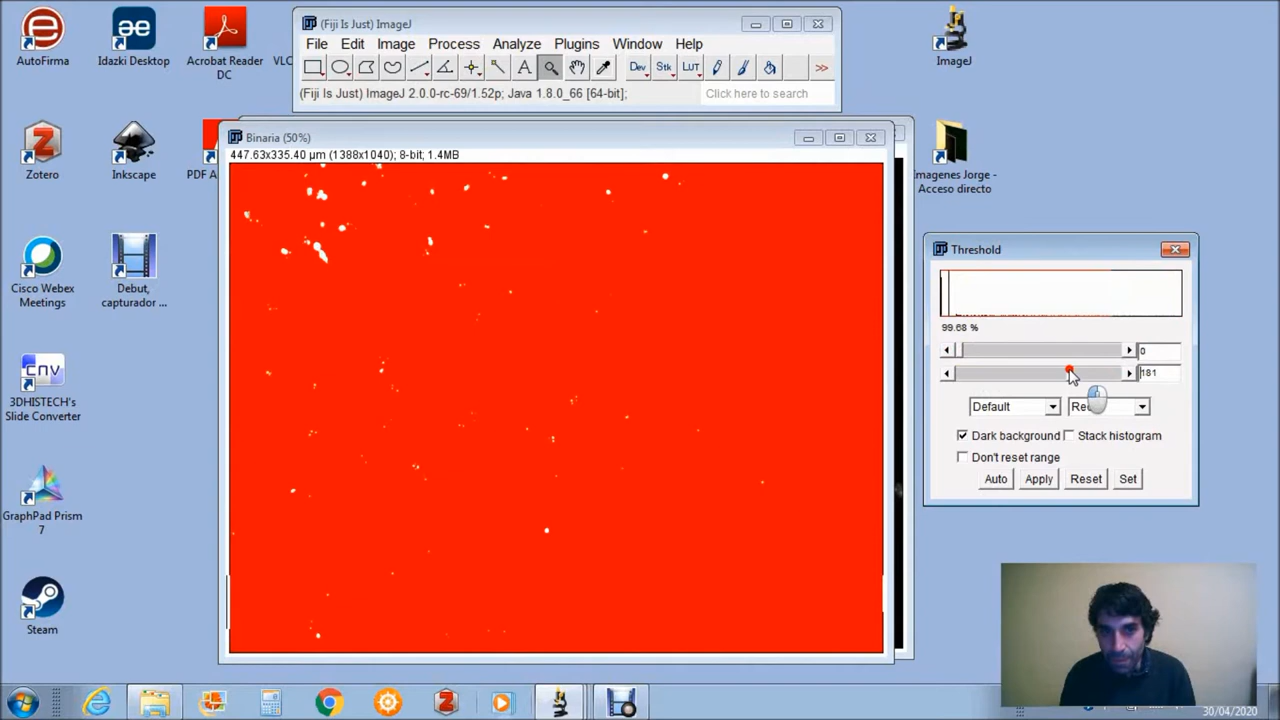 AutoFirma
Idazki Desktop
Acrobat Reader
DC
VLC
Zotero
Inkscape
PDF A
Cisco Webex
Meetings
Debut,
capturador ...
3DHISTECH'S
Slide Converter
GraphPad Prism
7
Steam
(Fiji Is Just) ImageJ
File Edit Image Process Analyze Plugins Window Help
Dev Stk LUT >>
(Fiji Is Just) ImageJ 2.0.0-rc-69/1.52p; Java 1.8.0_66 [64-bit];
Click here to search
Binaria (50%)
447.63x335.40 µm (1388x1040); 8-bit; 1.4MB
ImageJ
Imagenes Jorge -
Acceso directo
Threshold
99.68 %
0
181
Default
Dark background Stack histogram
Don't reset range
Auto Apply Reset Set
30/04/2020